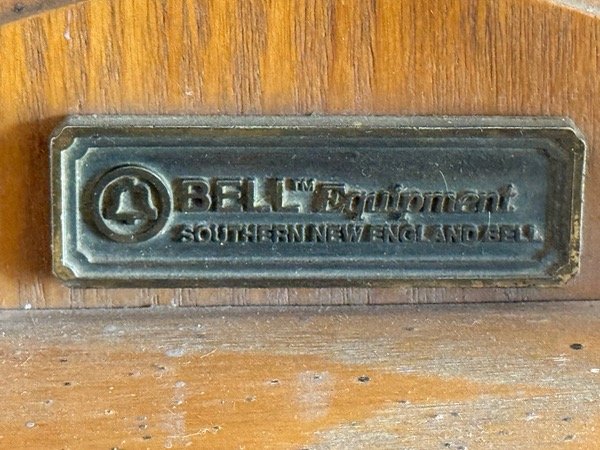 BELL™ Equipment
SOUTHERN NEW ENGLAND BELL